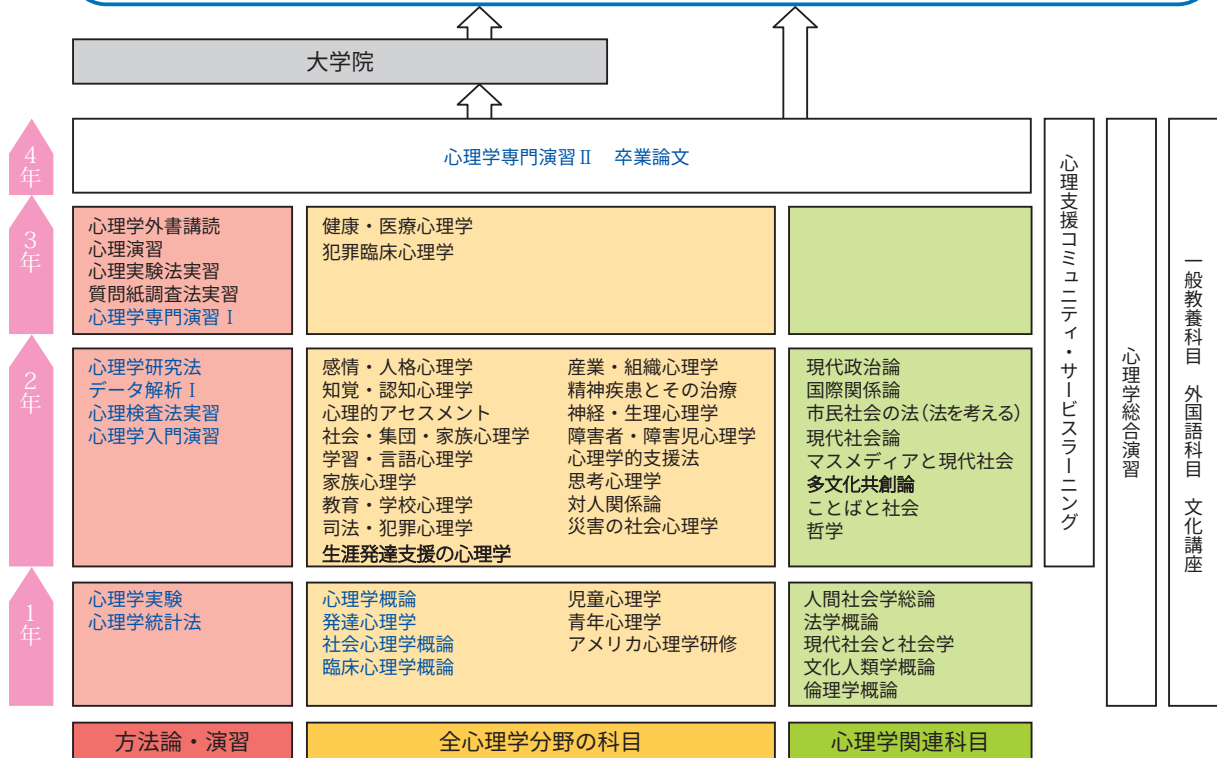 大学院
4年
心理学専門演習Ⅱ　卒業論文
3年
心理学外書講読
心理演習
心理実験法実習
質問紙調査法実習
心理学専門演習Ⅰ
健康・医療心理学
犯罪臨床心理学
2年
心理学研究法
データ解析Ⅰ
心理検査法実習
心理学入門演習
感情・人格心理学
知覚・認知心理学
心理的アセスメント
社会・集団・家族心理学
学習・言語心理学
家族心理学
教育・学校心理学
司法・犯罪心理学
生涯発達支援の心理学
産業・組織心理学
精神疾患とその治療
神経・生理心理学
障害者・障害児心理学
心理学的支援法
思考心理学
対人関係論
災害の社会心理学
現代政治論
国際関係論
市民社会の法（法を考える）
現代社会論
マスメディアと現代社会
多文化共創論
ことばと社会
哲学
1年
心理学実験
心理学統計法
心理学概論
発達心理学
社会心理学概論
臨床心理学概論
児童心理学
青年心理学
アメリカ心理学研修
人間社会学総論
法学概論
現代社会と社会学
文化人類学概論
倫理学概論
方法論・演習
全心理学分野の科目
心理学関連科目
心理支援コミュニティ・サービスラーニング
心理学総合演習
一般教養科目　外国語科目　文化講座